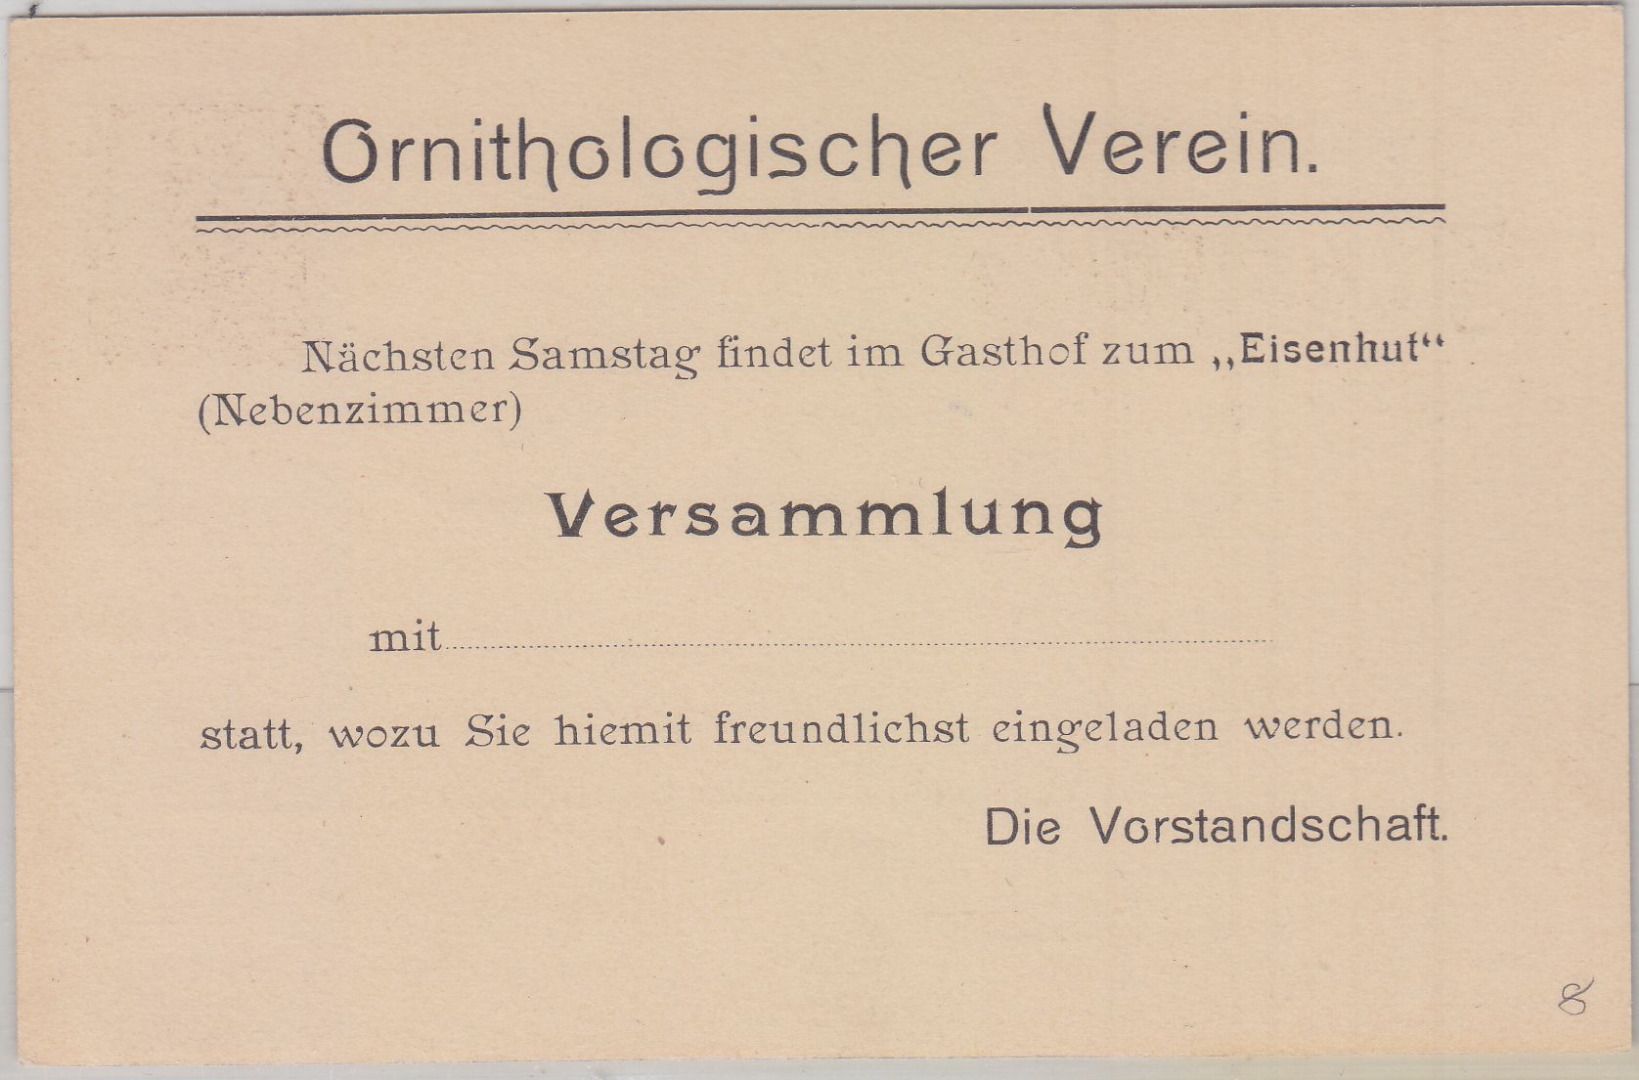 Ornithologischer Verein.
Nächsten Samstag findet im Gasthof zum „Eisenhut“
(Nebenzimmer)
Versammlung
mit........................................
statt, wozu Sie hiemit freundlichst eingeladen werden.
Die Vorstandschaft.
8